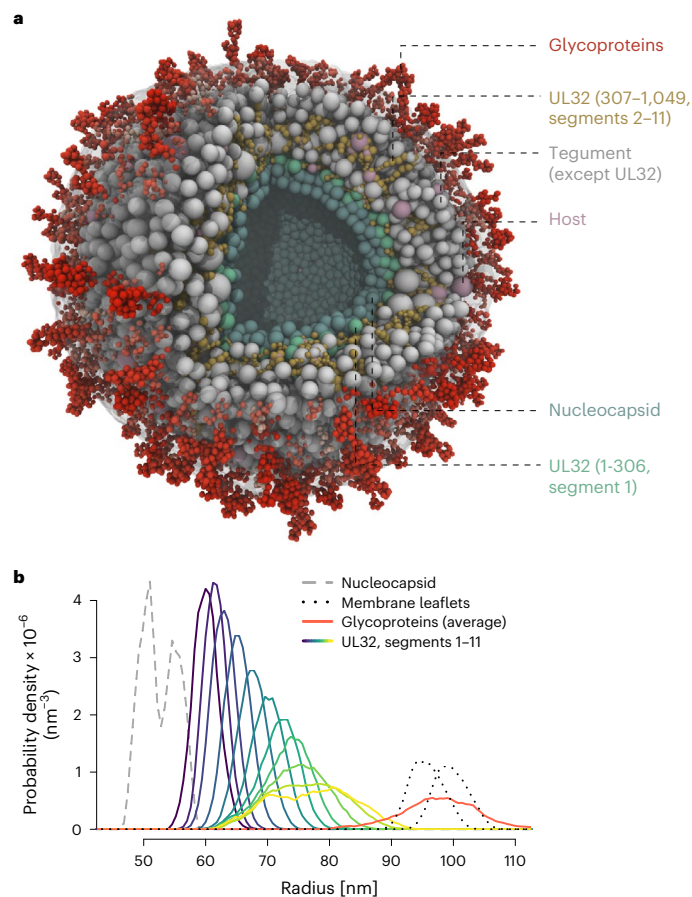 a
Glycoproteins
UL32 (307–1,049,
segments 2–11)
Tegument
(except UL32)
Host
Nucleocapsid
UL32 (1-306,
segment 1)
b
Nucleocapsid
Membrane leaflets
Glycoproteins (average)
UL32, segments 1–11
Probability density × 10⁻⁶
(nm⁻³)
4
3
2
1
0
50 60 70 80 90 100 110
Radius [nm]